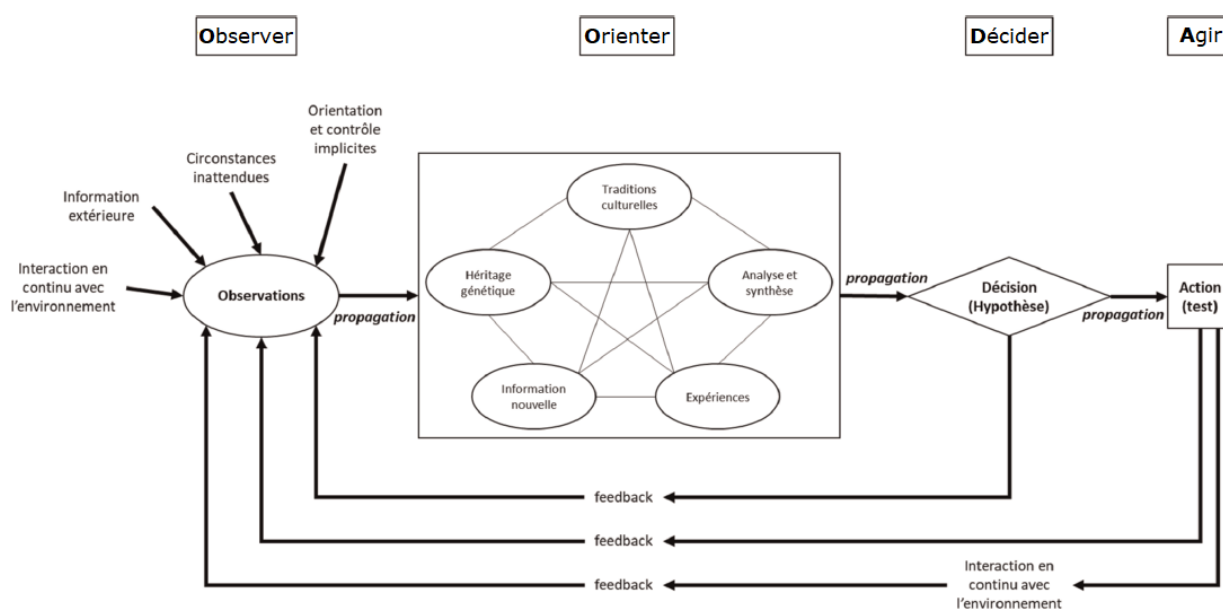 Observer
Orienter
Décider
Agir
Orientation
et contrôle
implicites
Circonstances
inattendues
Information
extérieure
Interaction en
continu avec
l'environnement
Observations
propagation
Traditions
culturelles
Héritage
génétique
Analyse et
synthèse
Information
nouvelle
Expériences
propagation
Décision
(Hypothèse)
propagation
Action
(test)
feedback
feedback
feedback
Interaction en
continu avec
l'environnement